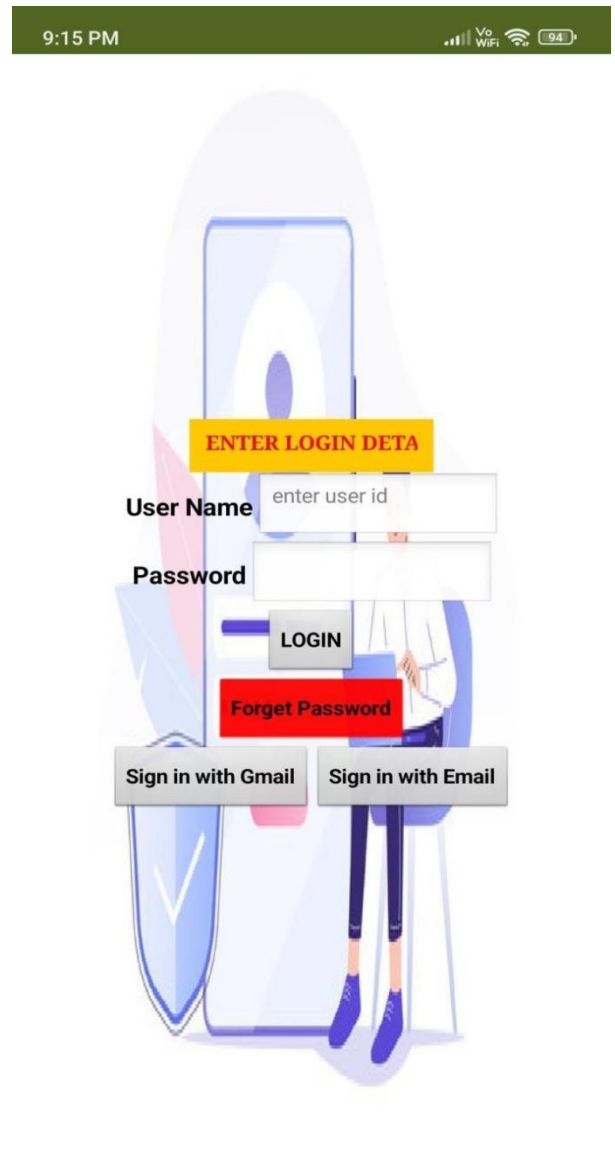 9:15 PM Vo WiFi 94
ENTER LOGIN DETA
User Name enter user id
Password
LOGIN
Forget Password
Sign in with Gmail Sign in with Email